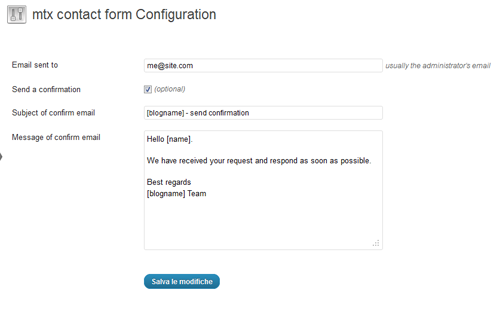 mtx contact form Configuration
Email sent to
me@site.com
usually the administrator's email
Send a confirmation
(optional)
Subject of confirm email
[blogname] - send confirmation
Message of confirm email
Hello [name].
We have received your request and respond as soon as possible.
Best regards
[blogname] Team
Salva le modifiche